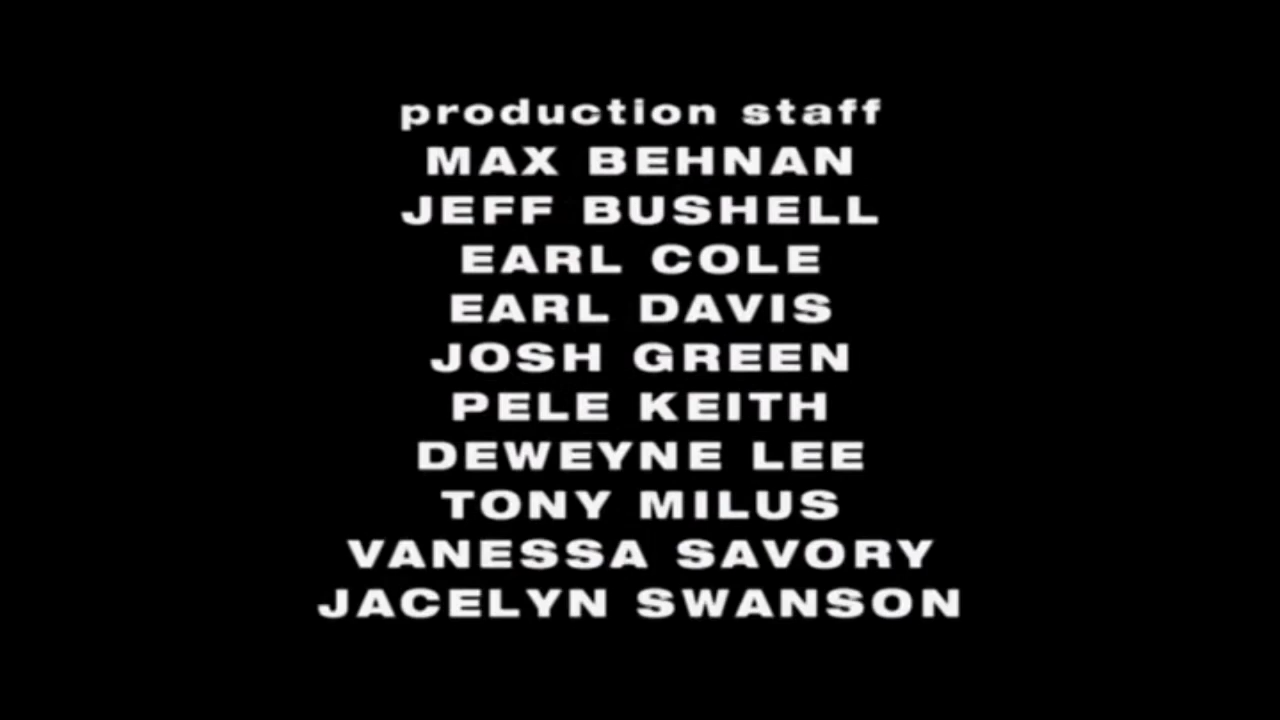 production staff
MAX BEHNAN
JEFF BUSHELL
EARL COLE
EARL DAVIS
JOSH GREEN
PELE KEITH
DEWEYNE LEE
TONY MILUS
VANESSA SAVORY
JACELYN SWANSON